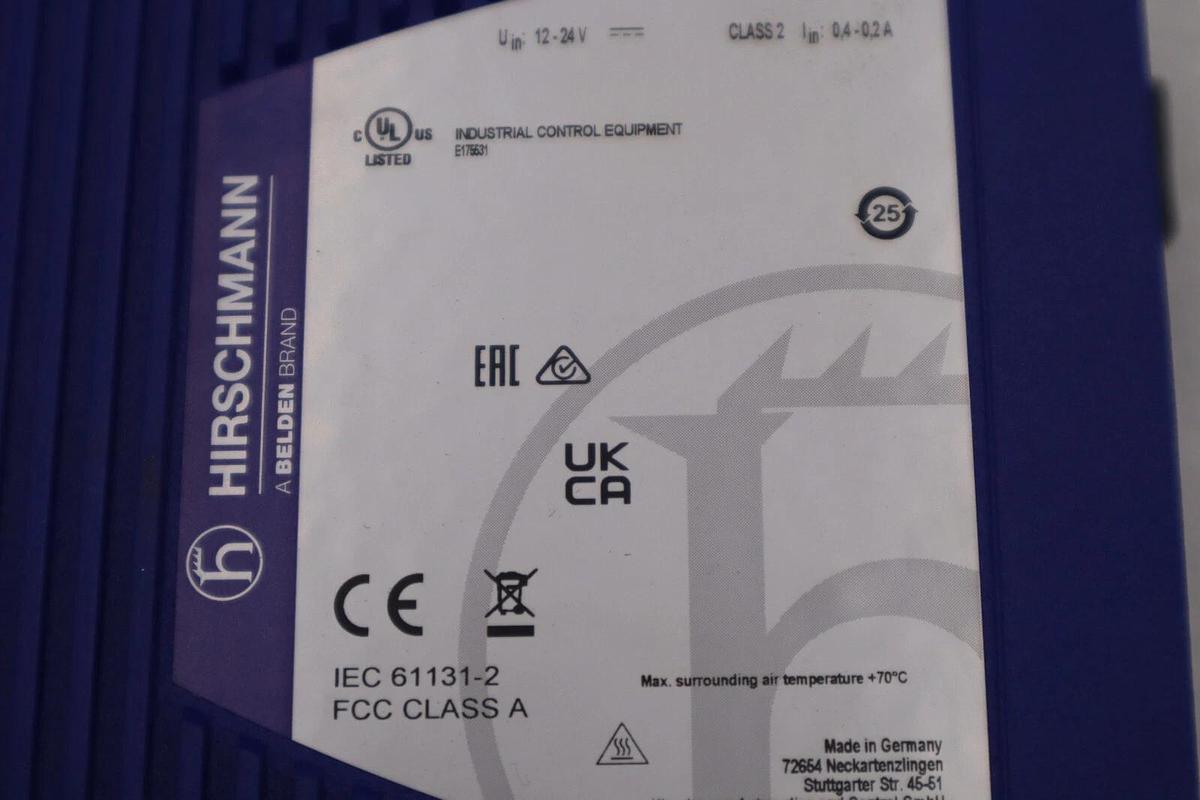 U in: 12 - 24 V CLASS 2 I in: 0,4 - 0,2 A
C UL US LISTED
INDUSTRIAL CONTROL EQUIPMENT
E175531
25
HIRSCHMANN
A BELDEN BRAND
h
EAC
UK
CA
CE
IEC 61131-2
FCC CLASS A
Max. surrounding air temperature +70°C
Made in Germany
72654 Neckartenzlingen
Stuttgarter Str. 45-51